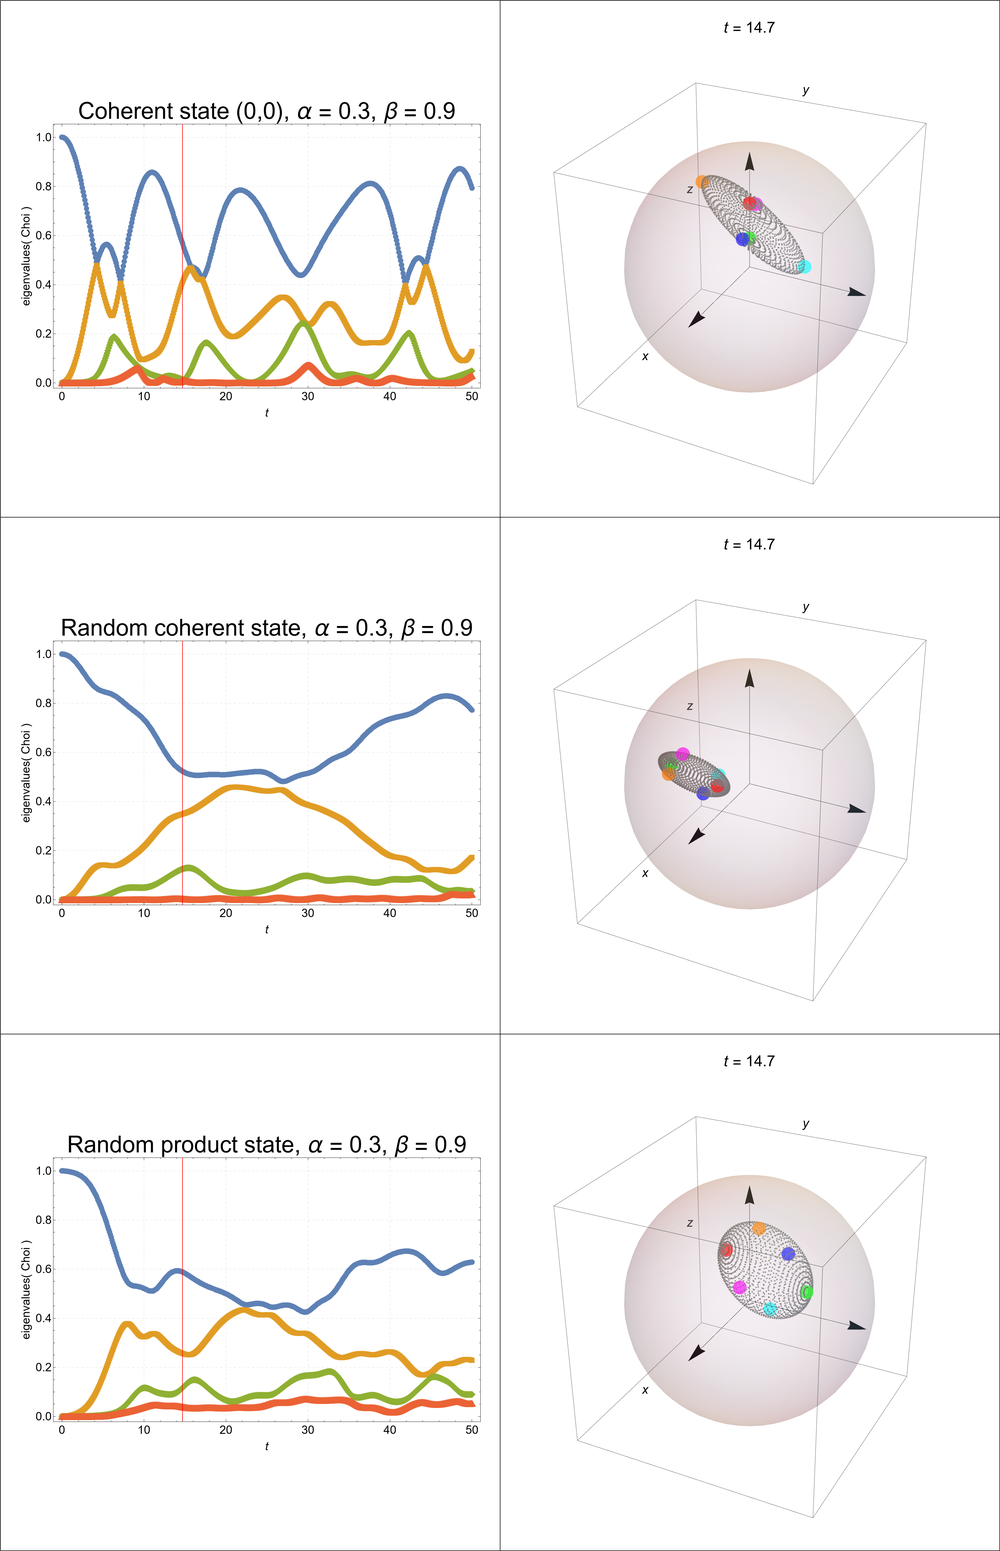 Coherent state (0,0), α = 0.3, β = 0.9
eigenvalues( Choi )
1.0
0.8
0.6
0.4
0.2
0.0
0 10 20 30 40 50
t
t = 14.7
y
z
x
Random coherent state, α = 0.3, β = 0.9
eigenvalues( Choi )
1.0
0.8
0.6
0.4
0.2
0.0
0 10 20 30 40 50
t
t = 14.7
y
z
x
Random product state, α = 0.3, β = 0.9
eigenvalues( Choi )
1.0
0.8
0.6
0.4
0.2
0.0
0 10 20 30 40 50
t
t = 14.7
y
z
x